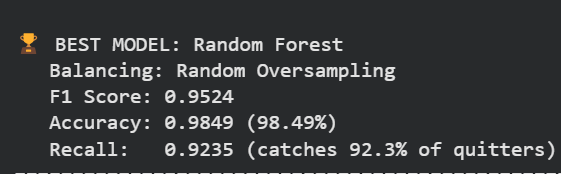 🏆 BEST MODEL: Random Forest
Balancing: Random Oversampling
F1 Score: 0.9524
Accuracy: 0.9849 (98.49%)
Recall:   0.9235 (catches 92.3% of quitters)